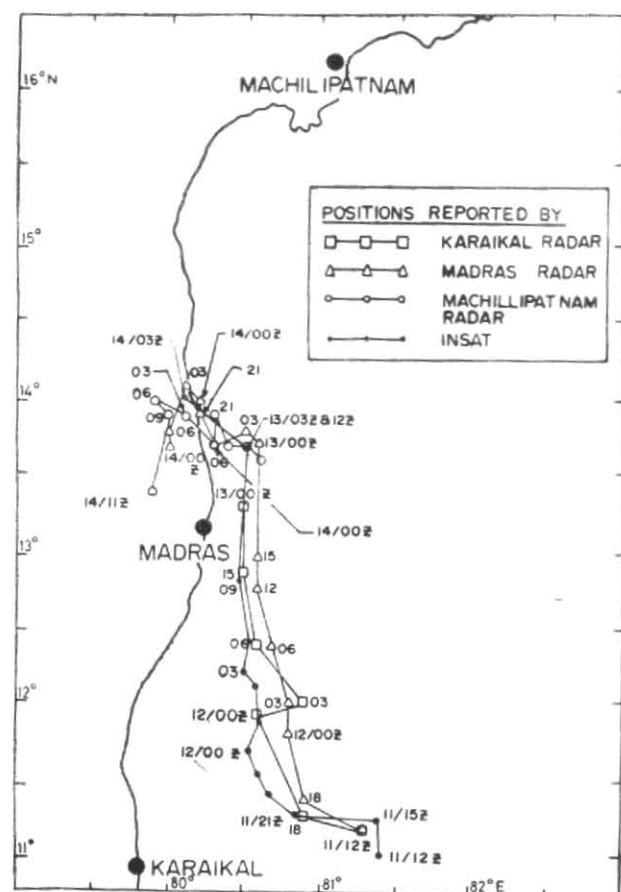 16°N
MACHILIPATNAM
POSITIONS REPORTED BY
KARAIKAL RADAR
MADRAS RADAR
MACHILLIPATNAM
RADAR
INSAT
15°
14/03Z
14/00Z
03
03
21
14°
06
21
03
13/03Z&12Z
09
06
13/00Z
14/00
Z
06
13/00Z
14/11Z
14/00Z
13°
MADRAS
15
15
09
12
06
06
03
12°
03
03
12/00Z
12/00Z
12/00Z
18
11/21Z
18
11/15Z
11/12Z
11/12Z
11°
KARAIKAL
80°
81°
82°E